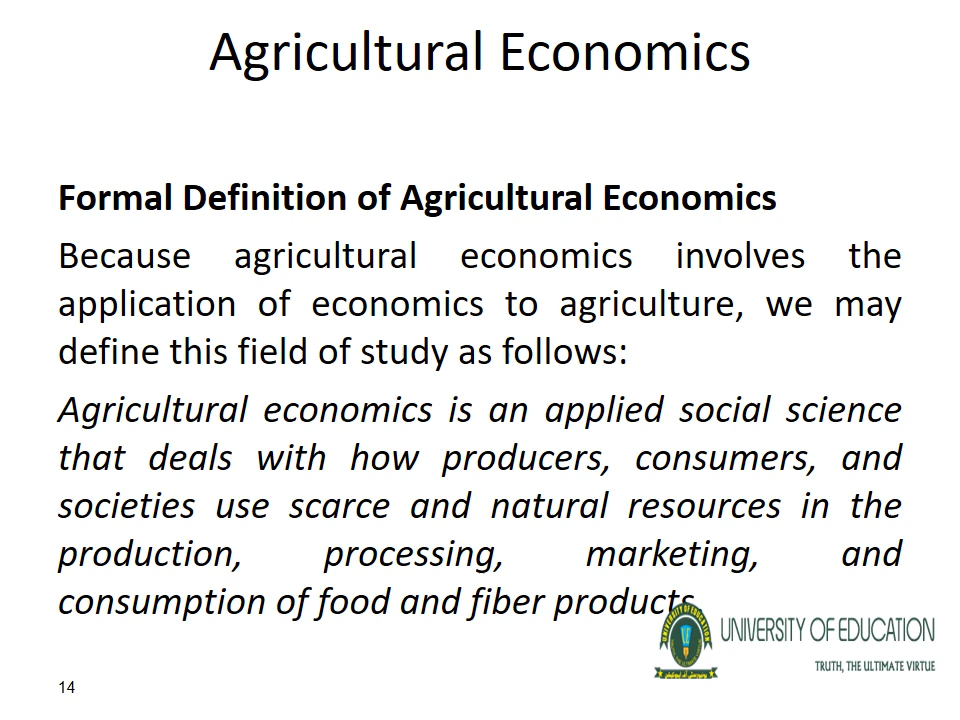 Agricultural Economics
Formal Definition of Agricultural Economics
Because agricultural economics involves the
application of economics to agriculture, we may
define this field of study as follows:
Agricultural economics is an applied social science
that deals with how producers, consumers, and
societies use scarce and natural resources in the
production, processing, marketing, and
consumption of food and fiber products
UNIVERSITY OF EDUCATION
UNIVERSITY OF EDUCATION
TRUTH, THE ULTIMATE VIRTUE
14